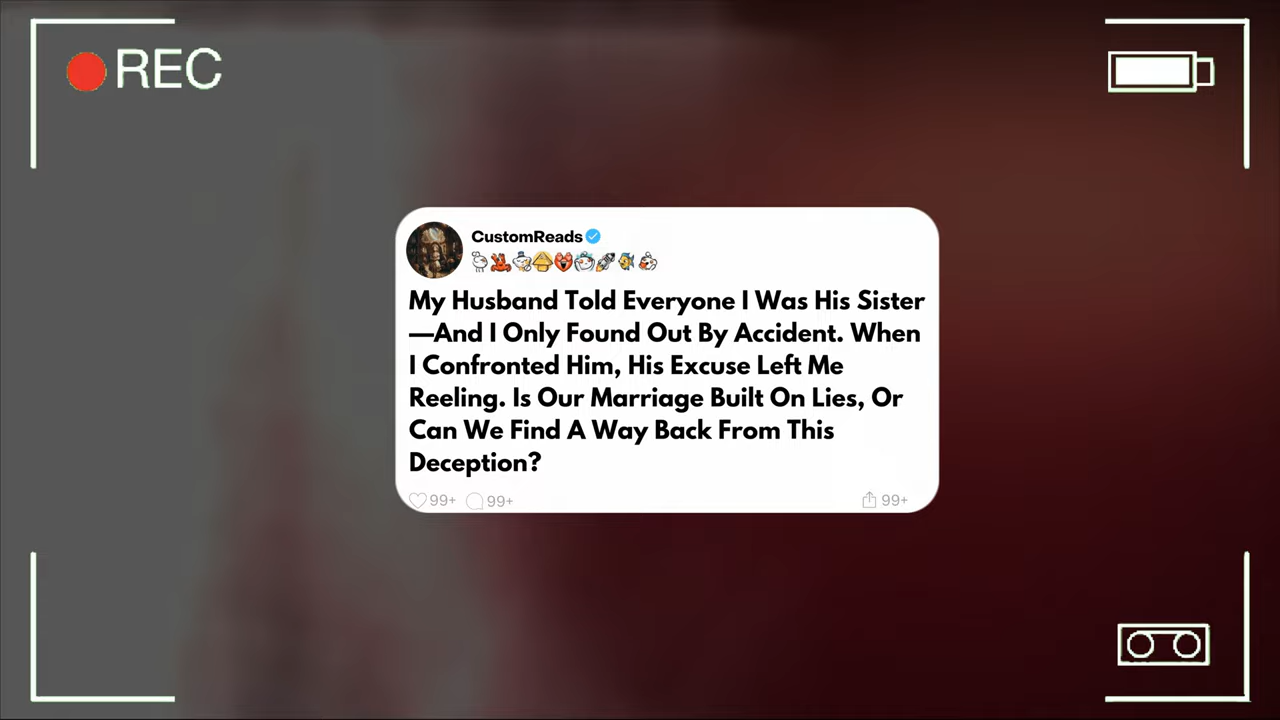 REC
CustomReads
My Husband Told Everyone I Was His Sister
—And I Only Found Out By Accident. When
I Confronted Him, His Excuse Left Me
Reeling. Is Our Marriage Built On Lies, Or
Can We Find A Way Back From This
Deception?
99+ 99+ 99+